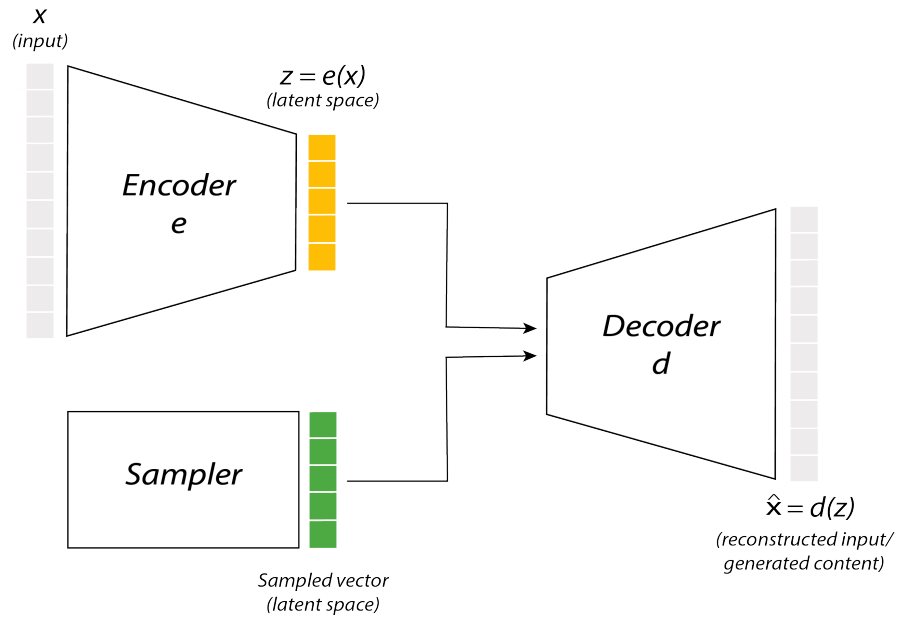 x
(input)
z = e(x)
(latent space)
Encoder
e
Decoder
d
Sampler
x̂ = d(z)
(reconstructed input/
generated content)
Sampled vector
(latent space)